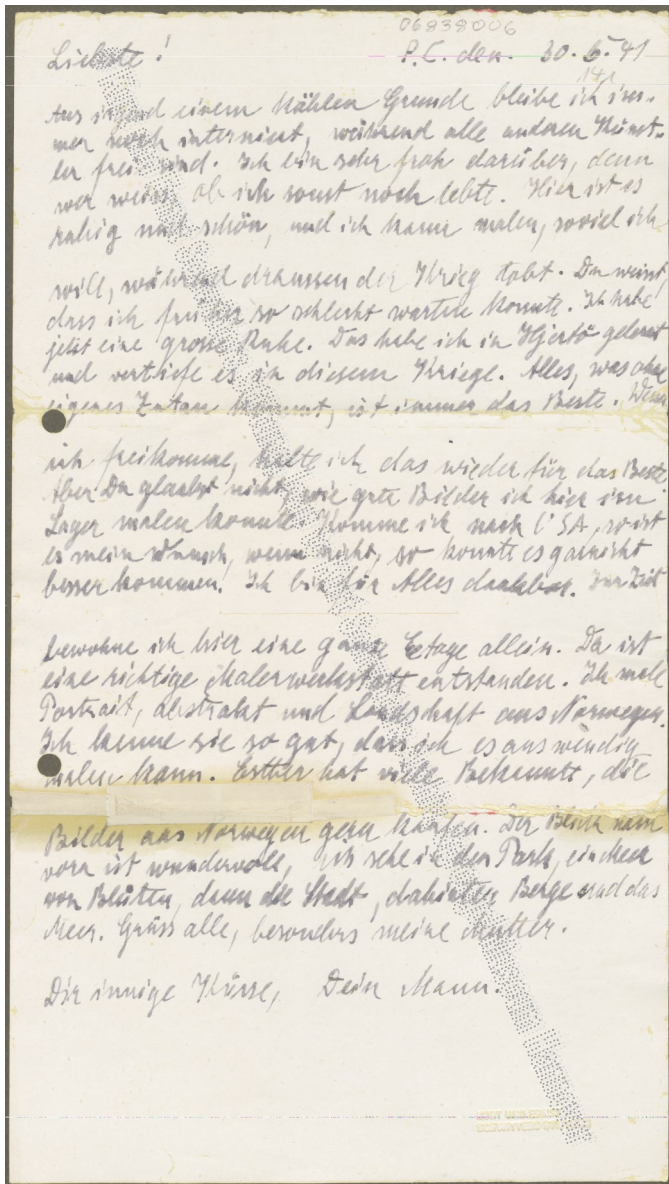 06838006
Liebste! P.C. den. 30.5.41
141
Aus irgend einem kühlen Grunde bleibe ich im-
mer noch interniert, während alle anderen Künst-
ler frei sind. Ich bin sehr froh darüber, denn
wer weiss ob ich sonst noch lebte. Hier ist es
ruhig und schön, und ich kann malen, soviel ich
will, während draussen der Krieg tobt. Du weisst,
dass ich früher so schlecht warten konnte. Ich habe
jetzt eine grosse Ruhe. Das habe ich in Hjertö gelernt
und vertiefe es in diesem Kriege. Alles, was ohne
eigenes Zutun kommt, ist immer das Beste. Wenn
ich freikomme, halte ich das wieder für das Beste
Aber Du glaubst nicht, wie gute Bilder ich hier im
Lager malen konnte. Komme ich nach USA, so ist
es mein Wunsch, wenn nicht, so konnte es garnicht
besser kommen. Ich bin für Alles dankbar. Zur Zeit
bewohne ich hier eine ganze Etage allein. Da ist
eine richtige Malerwerkstatt entstanden. Ich male
Portrait, abstrakt und Landschaft aus Norwegen.
Ich kenne sie so gut, dass ich es auswendig
malen kann. Esther hat viele Bekannte, die
Bilder aus Norwegen gern kaufen. Der Blick nach
vorn ist wundervoll, ich sehe in den Park, ein Meer
von Blüten, dann die Stadt, dahinter Berge und das
Meer. Grüss alle, besonders meine Mutter.
Dir innige Küsse, Dein Mann.